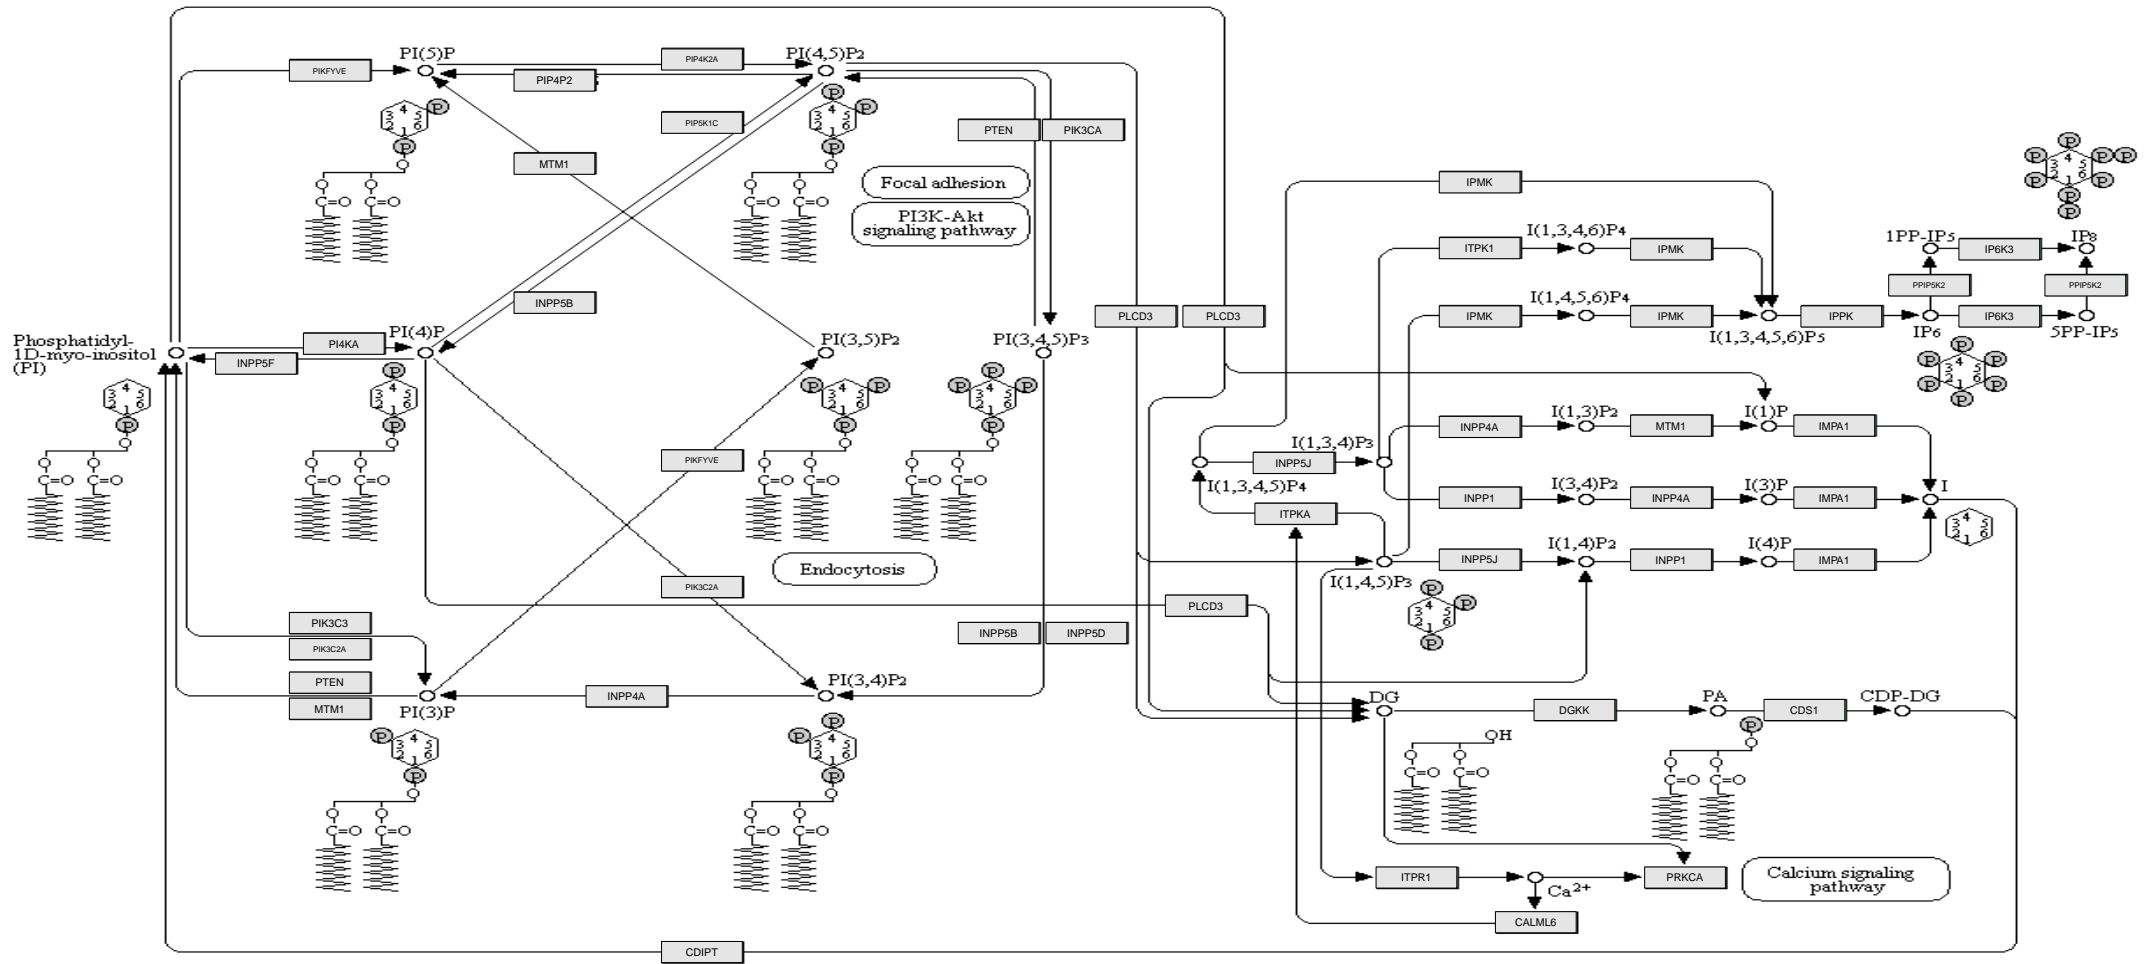 PI(5)P
PI(4,5)P2
PIKFYVE
PIP4K2A
PIP4P2
PIP5K1C
MTM1
PTEN
PIK3CA
Focal adhesion
PI3K-Akt
signaling pathway
INPP5B
Phosphatidyl-
1D-myo-inositol
(PI)
PI4KA
INPP5F
PI(4)P
PI(3,5)P2
PI(3,4,5)P3
PLCD3
PLCD3
PIKFYVE
Endocytosis
PIK3C2A
PLCD3
PIK3C3
PIK3C2A
PTEN
MTM1
PI(3)P
INPP4A
PI(3,4)P2
INPP5B
INPP5D
IPMK
ITPK1
I(1,3,4,6)P4
IPMK
IPMK
I(1,4,5,6)P4
IPMK
I(1,3,4,5,6)P5
IPPK
IP6
1PP-IP5
IP6K3
IP8
PPIP5K2
PPIP5K2
IP6K3
5PP-IP5
I(1,3,4)P3
INPP5J
I(1,3,4,5)P4
ITPKA
INPP4A
I(1,3)P2
MTM1
I(1)P
IMPA1
INPP1
I(3,4)P2
INPP4A
I(3)P
IMPA1
I
INPP5J
I(1,4)P2
INPP1
I(4)P
IMPA1
I(1,4,5)P3
DG
DGKK
PA
CDS1
CDP-DG
OH
C=O C=O
ITPR1
Ca2+
PRKCA
Calcium signaling
pathway
CALML6
CDIPT